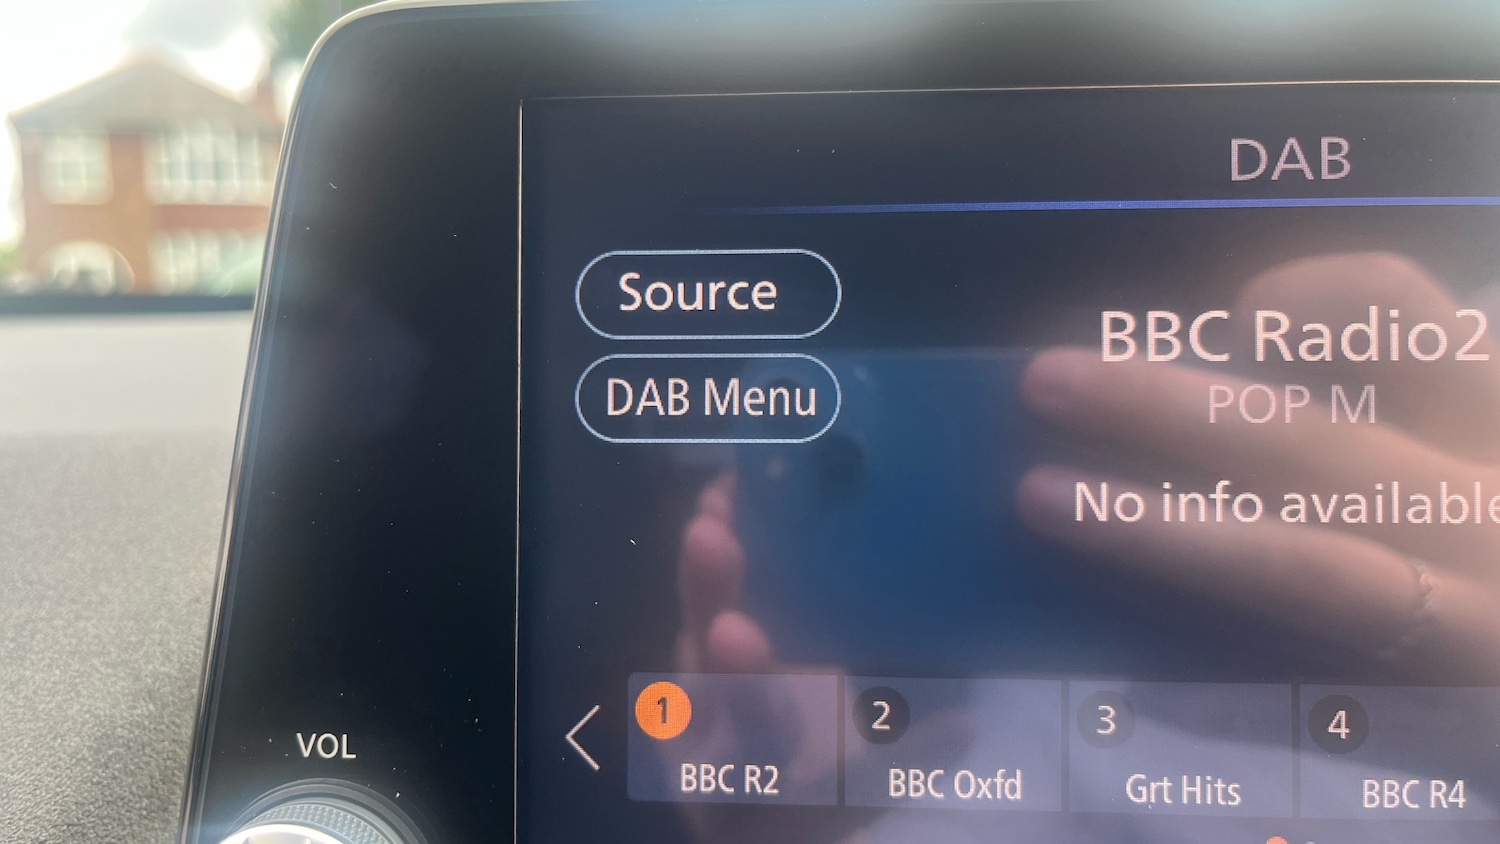 DAB
Source
DAB Menu
BBC Radio2
POP M
No info available
VOL
1
BBC R2
2
BBC Oxfd
3
Grt Hits
4
BBC R4